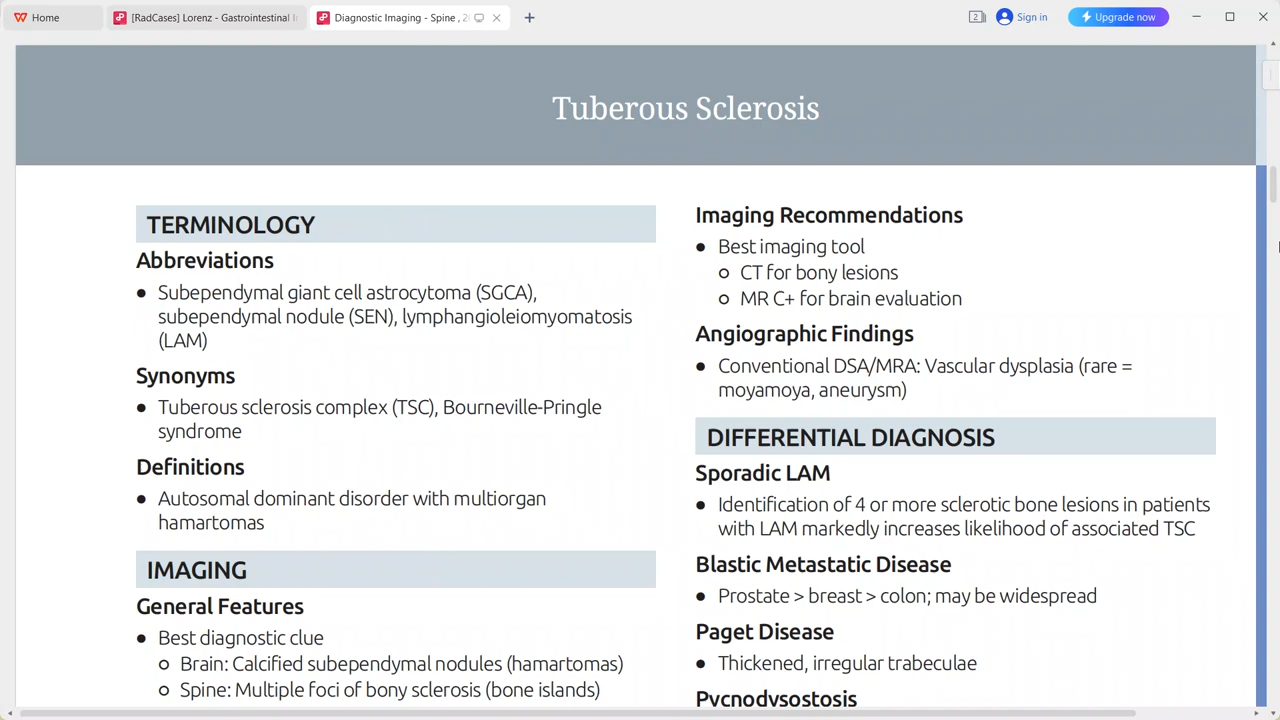 Home
[RadCases] Lorenz - Gastrointestinal I
Diagnostic Imaging - Spine , 2
2
Sign in
Upgrade now
Tuberous Sclerosis
TERMINOLOGY
Abbreviations
● Subependymal giant cell astrocytoma (SGCA),
subependymal nodule (SEN), lymphangioleiomyomatosis
(LAM)
Synonyms
● Tuberous sclerosis complex (TSC), Bourneville-Pringle
syndrome
Definitions
● Autosomal dominant disorder with multiorgan
hamartomas
IMAGING
General Features
● Best diagnostic clue
○ Brain: Calcified subependymal nodules (hamartomas)
○ Spine: Multiple foci of bony sclerosis (bone islands)
Imaging Recommendations
● Best imaging tool
○ CT for bony lesions
○ MR C+ for brain evaluation
Angiographic Findings
● Conventional DSA/MRA: Vascular dysplasia (rare =
moyamoya, aneurysm)
DIFFERENTIAL DIAGNOSIS
Sporadic LAM
● Identification of 4 or more sclerotic bone lesions in patients
with LAM markedly increases likelihood of associated TSC
Blastic Metastatic Disease
● Prostate > breast > colon; may be widespread
Paget Disease
● Thickened, irregular trabeculae
Pycnodysostosis